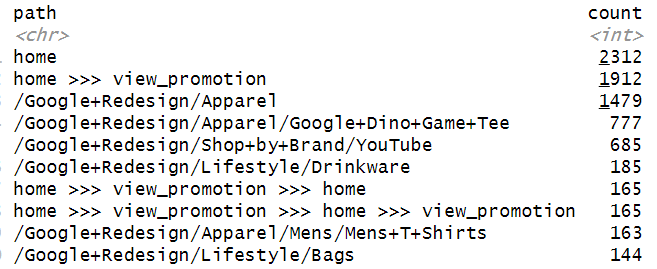 path count
<chr> <int>
home 2312
home >>> view_promotion 1912
/Google+Redesign/Apparel 1479
/Google+Redesign/Apparel/Google+Dino+Game+Tee 777
/Google+Redesign/Shop+by+Brand/YouTube 685
/Google+Redesign/Lifestyle/Drinkware 185
home >>> view_promotion >>> home 165
home >>> view_promotion >>> home >>> view_promotion 165
/Google+Redesign/Apparel/Mens/Mens+T+Shirts 163
/Google+Redesign/Lifestyle/Bags 144